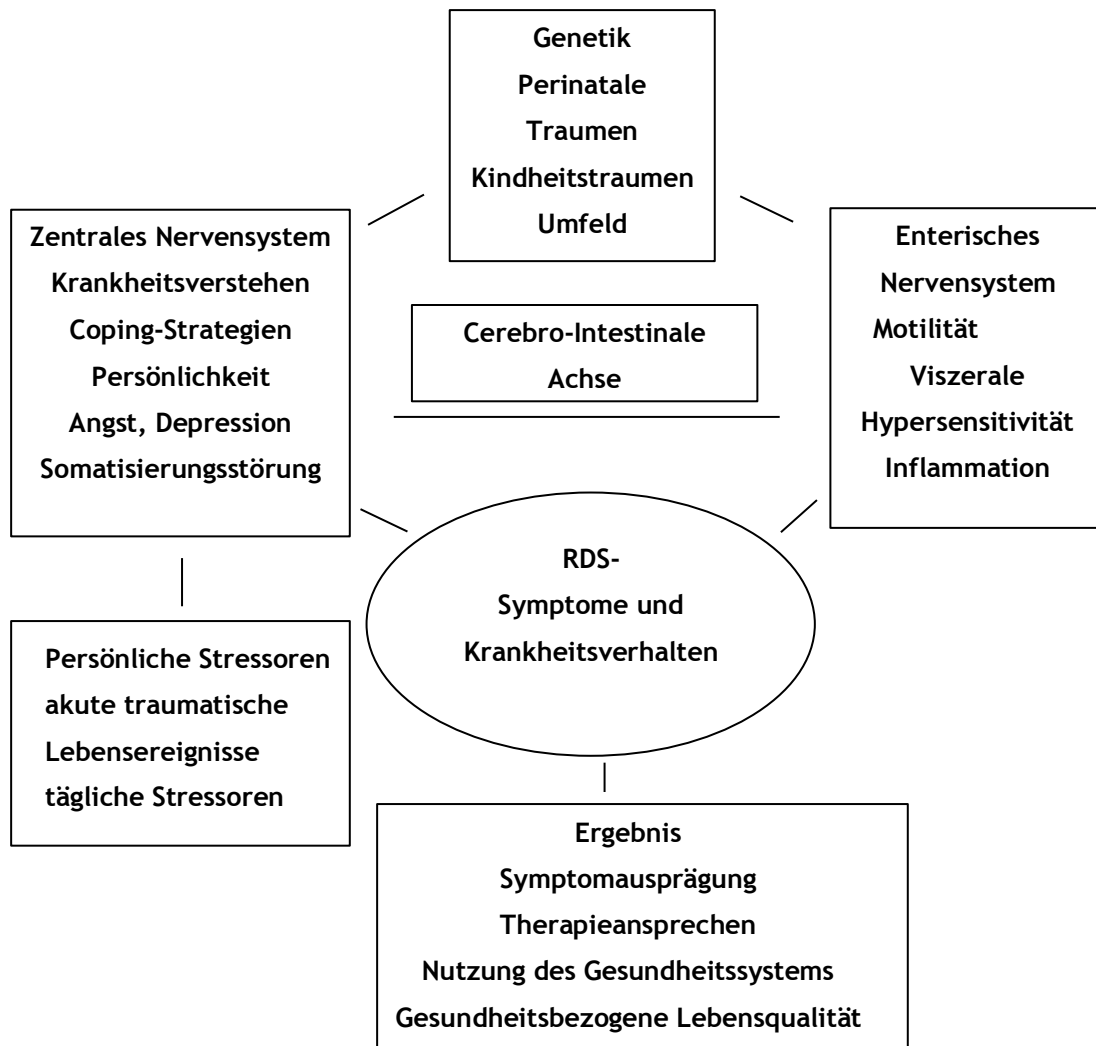 Genetik
Perinatale
Traumen
Kindheitstraumen
Umfeld
Zentrales Nervensystem
Krankheitsverstehen
Coping-Strategien
Persönlichkeit
Angst, Depression
Somatisierungsstörung
Cerebro-Intestinale
Achse
Enterisches
Nervensystem
Motilität
Viszerale
Hypersensitivität
Inflammation
RDS-
Symptome und
Krankheitsverhalten
Persönliche Stressoren
akute traumatische
Lebensereignisse
tägliche Stressoren
Ergebnis
Symptomausprägung
Therapieansprechen
Nutzung des Gesundheitssystems
Gesundheitsbezogene Lebensqualität